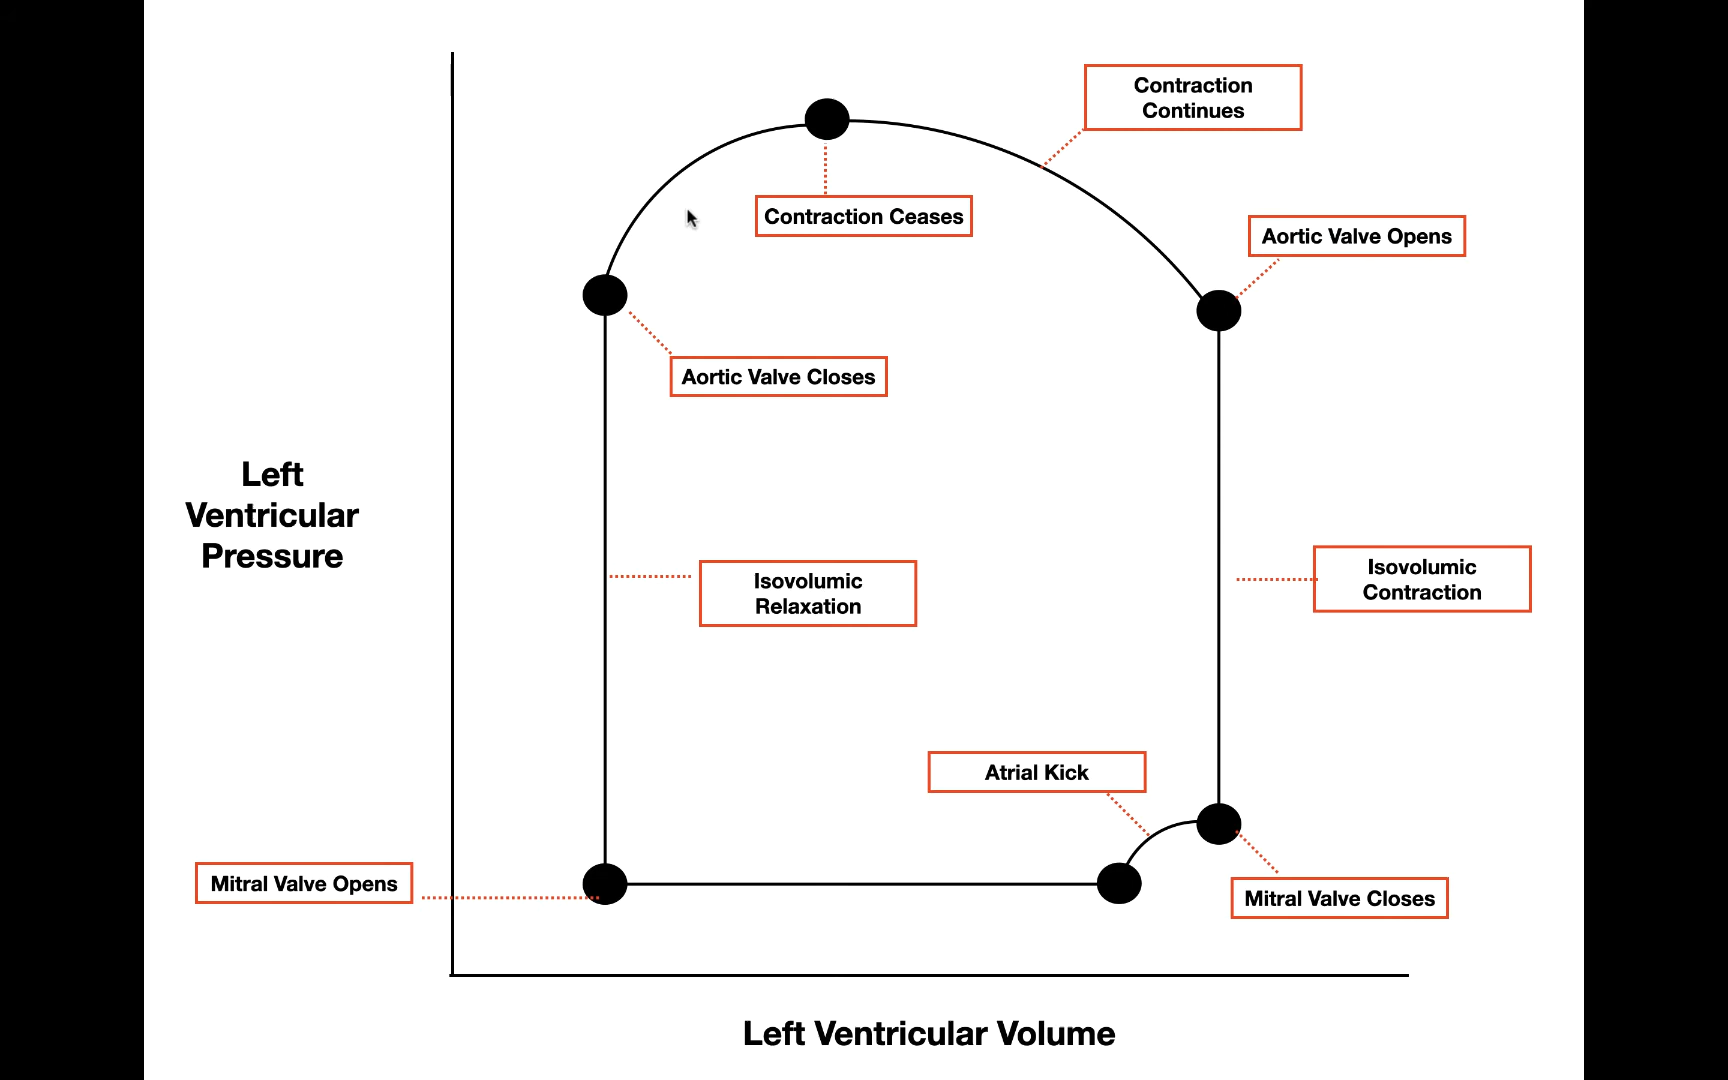 Contraction
Continues
Contraction Ceases
Aortic Valve Opens
Aortic Valve Closes
Left
Ventricular
Pressure
Isovolumic
Relaxation
Isovolumic
Contraction
Atrial Kick
Mitral Valve Opens
Mitral Valve Closes
Left Ventricular Volume